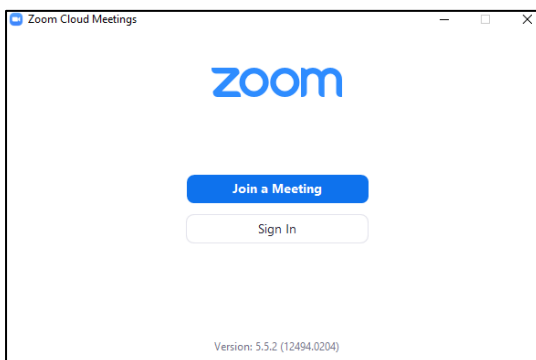 Zoom Cloud Meetings
zoom
Join a Meeting
Sign In
Version: 5.5.2 (12494.0204)